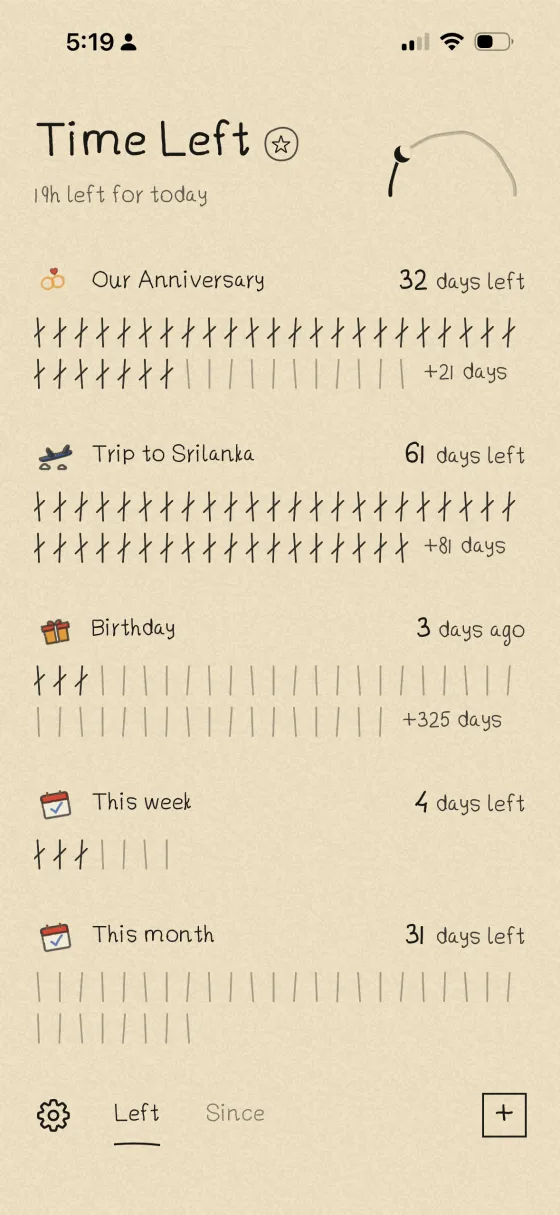 5:19
Time Left
19h left for today
Our Anniversary 32 days left
+21 days
Trip to Srilanka 61 days left
+81 days
Birthday 3 days ago
+325 days
This week 4 days left
This month 31 days left
Left Since +